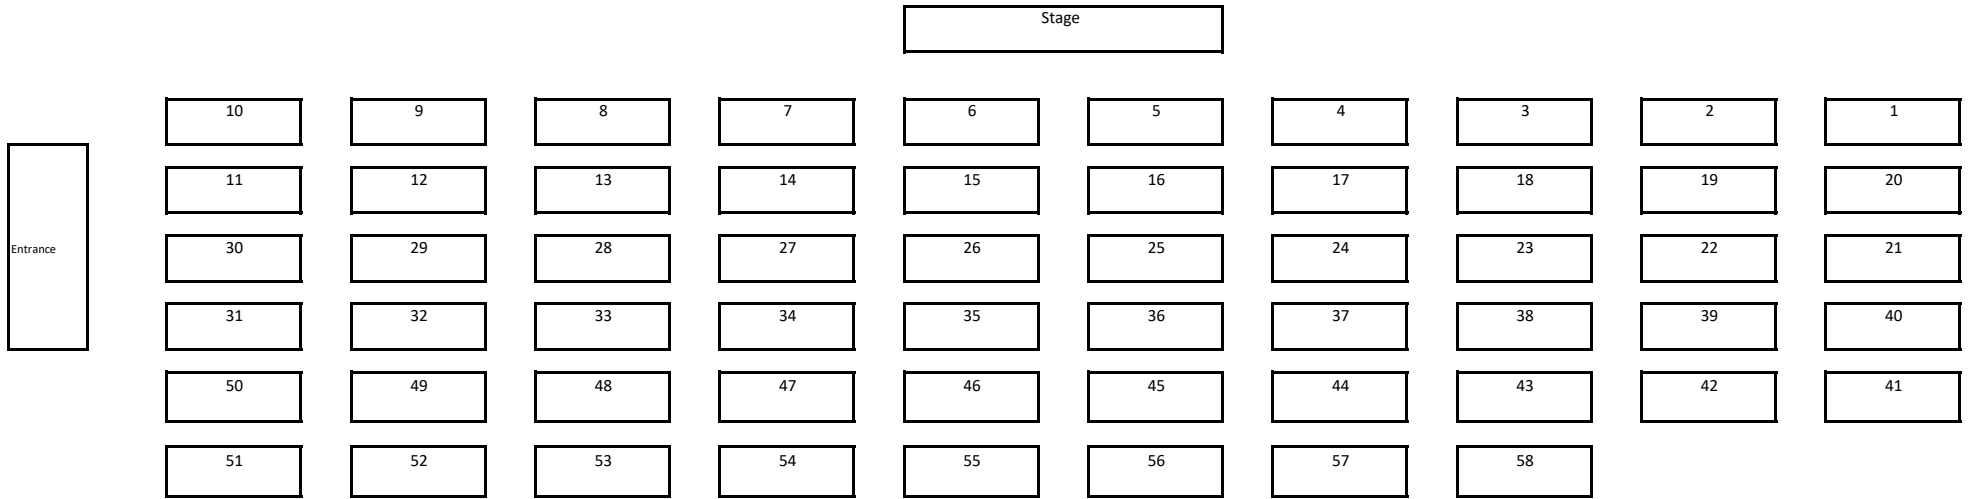 Stage
10 9 8 7 6 5 4 3 2 1
11 12 13 14 15 16 17 18 19 20
Entrance 30 29 28 27 26 25 24 23 22 21
31 32 33 34 35 36 37 38 39 40
50 49 48 47 46 45 44 43 42 41
51 52 53 54 55 56 57 58